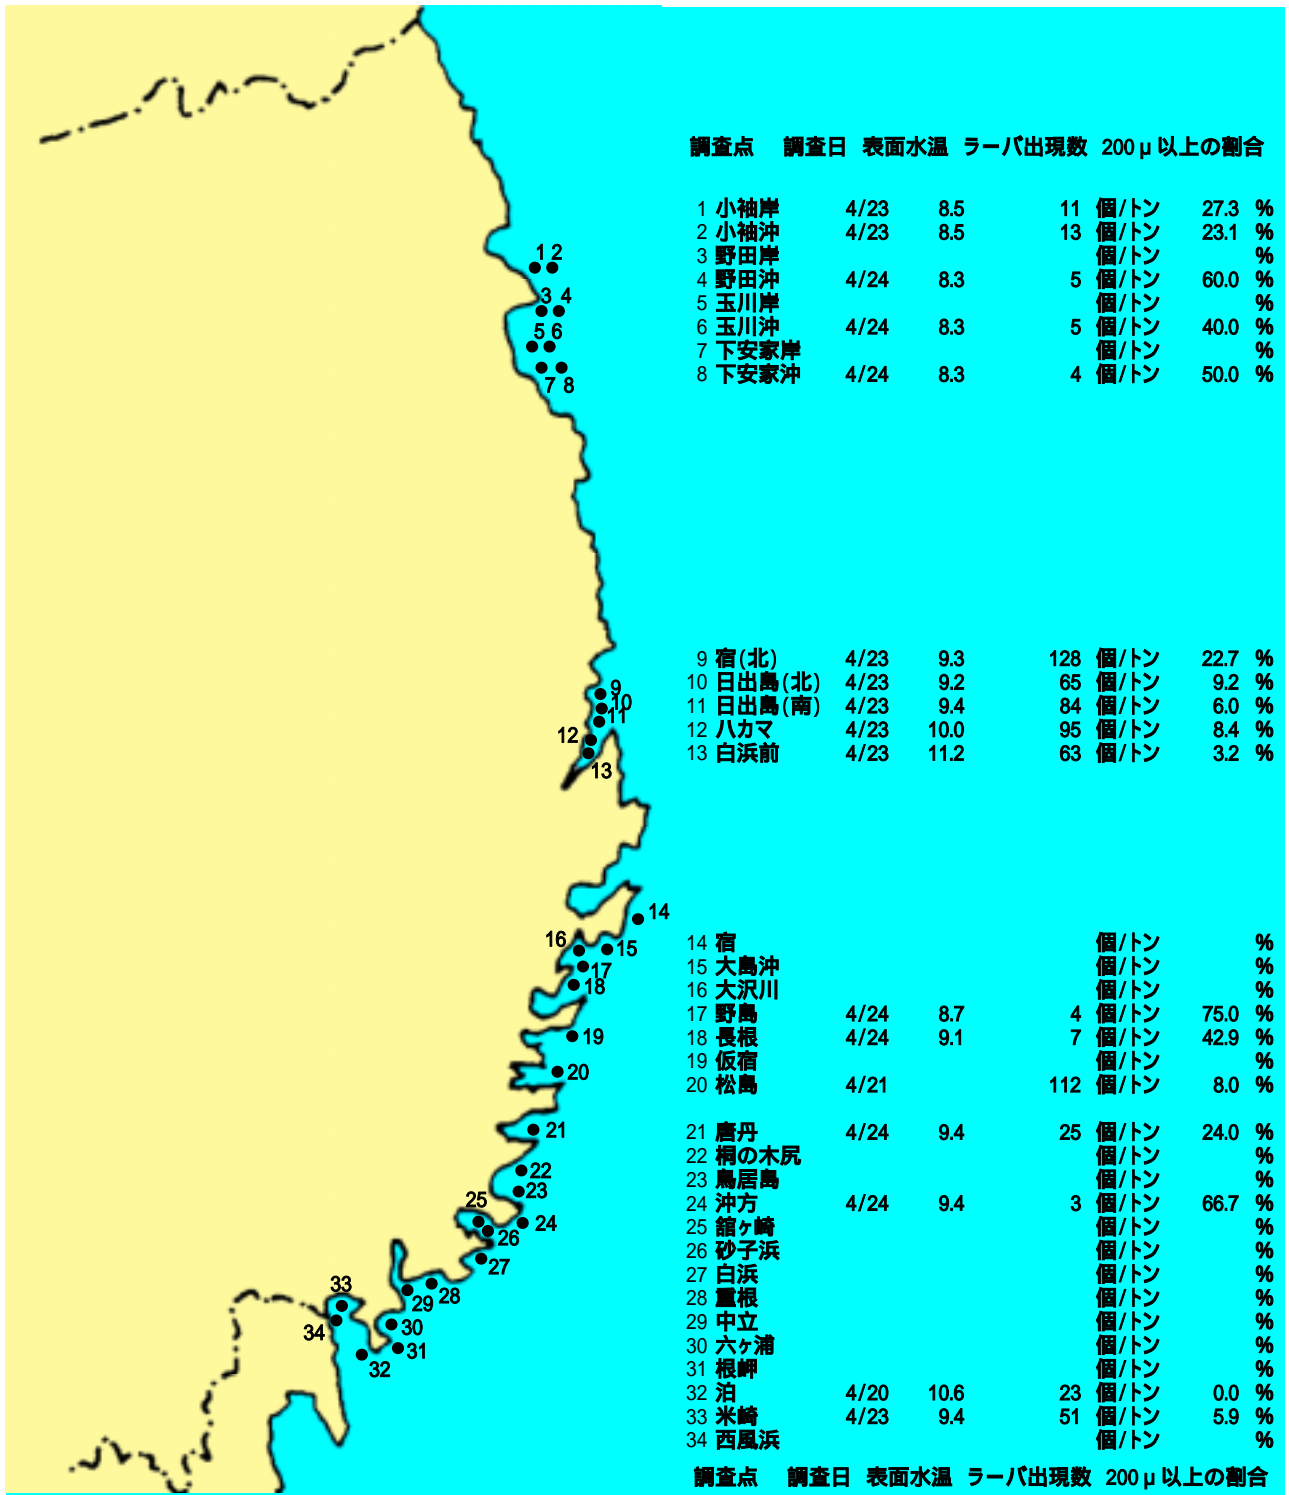 調査点 調査日 表面水温 ラーバ出現数 200μ以上の割合
1 小袖岸 4/23 8.5 11 個/トン 27.3 %
2 小袖沖 4/23 8.5 13 個/トン 23.1 %
3 野田岸 個/トン %
4 野田沖 4/24 8.3 5 個/トン 60.0 %
5 玉川岸 個/トン %
6 玉川沖 4/24 8.3 5 個/トン 40.0 %
7 下安家岸 個/トン %
8 下安家沖 4/24 8.3 4 個/トン 50.0 %
1 2
3 4
5 6
7 8
9 宿(北) 4/23 9.3 128 個/トン 22.7 %
10 日出島(北) 4/23 9.2 65 個/トン 9.2 %
11 日出島(南) 4/23 9.4 84 個/トン 6.0 %
12 ハカマ 4/23 10.0 95 個/トン 8.4 %
13 白浜前 4/23 11.2 63 個/トン 3.2 %
9
10
11
12
13
14 宿 個/トン %
15 大島沖 個/トン %
16 大沢川 個/トン %
17 野島 4/24 8.7 4 個/トン 75.0 %
18 長根 4/24 9.1 7 個/トン 42.9 %
19 仮宿 個/トン %
20 松島 4/21 112 個/トン 8.0 %
21 唐丹 4/24 9.4 25 個/トン 24.0 %
22 桐の木尻 個/トン %
23 鳥居島 個/トン %
24 沖方 4/24 9.4 3 個/トン 66.7 %
25 舘ヶ崎 個/トン %
26 砂子浜 個/トン %
27 白浜 個/トン %
28 重根 個/トン %
29 中立 個/トン %
30 六ヶ浦 個/トン %
31 根岬 個/トン %
32 泊 4/20 10.6 23 個/トン 0.0 %
33 米崎 4/23 9.4 51 個/トン 5.9 %
34 西風浜 個/トン %
14
16 15
17
18
19
20
21
22
23
25 24
26
27
28
29
33
34 30
31
32
調査点 調査日 表面水温 ラーバ出現数 200μ以上の割合